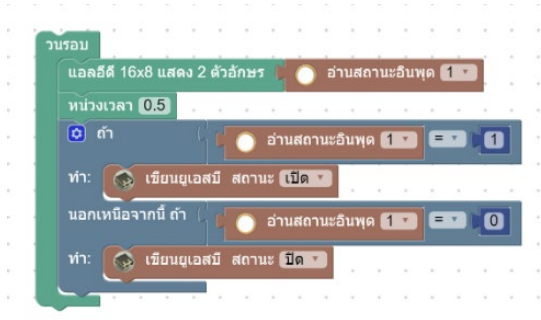 วนรอบ
แอลอีดี 16x8 แสดง 2 ตัวอักษร อ่านสถานะอินพุต 1
หน่วงเวลา 0.5
ถ้า อ่านสถานะอินพุต 1 = 1
ทำ: เขียนยูเอสบี สถานะ เปิด
นอกเหนือจากนี้ ถ้า อ่านสถานะอินพุต 1 = 0
ทำ: เขียนยูเอสบี สถานะ ปิด